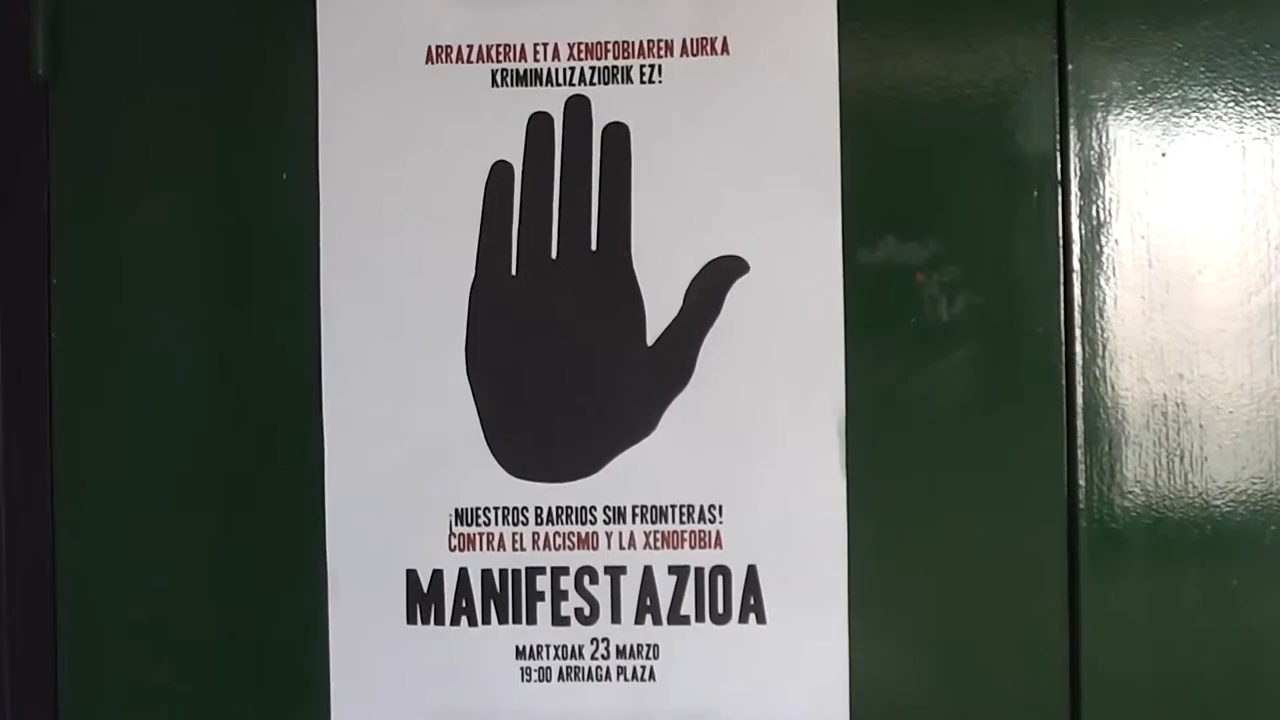 ARRAZAKERIA ETA XENOFOBIAREN AURKA
KRIMINALIZAZIORIK EZ!
¡NUESTROS BARRIOS SIN FRONTERAS!
CONTRA EL RACISMO Y LA XENOFOBIA
MANIFESTAZIOA
MARTXOAK 23 MARZO
19:00 ARRIAGA PLAZA